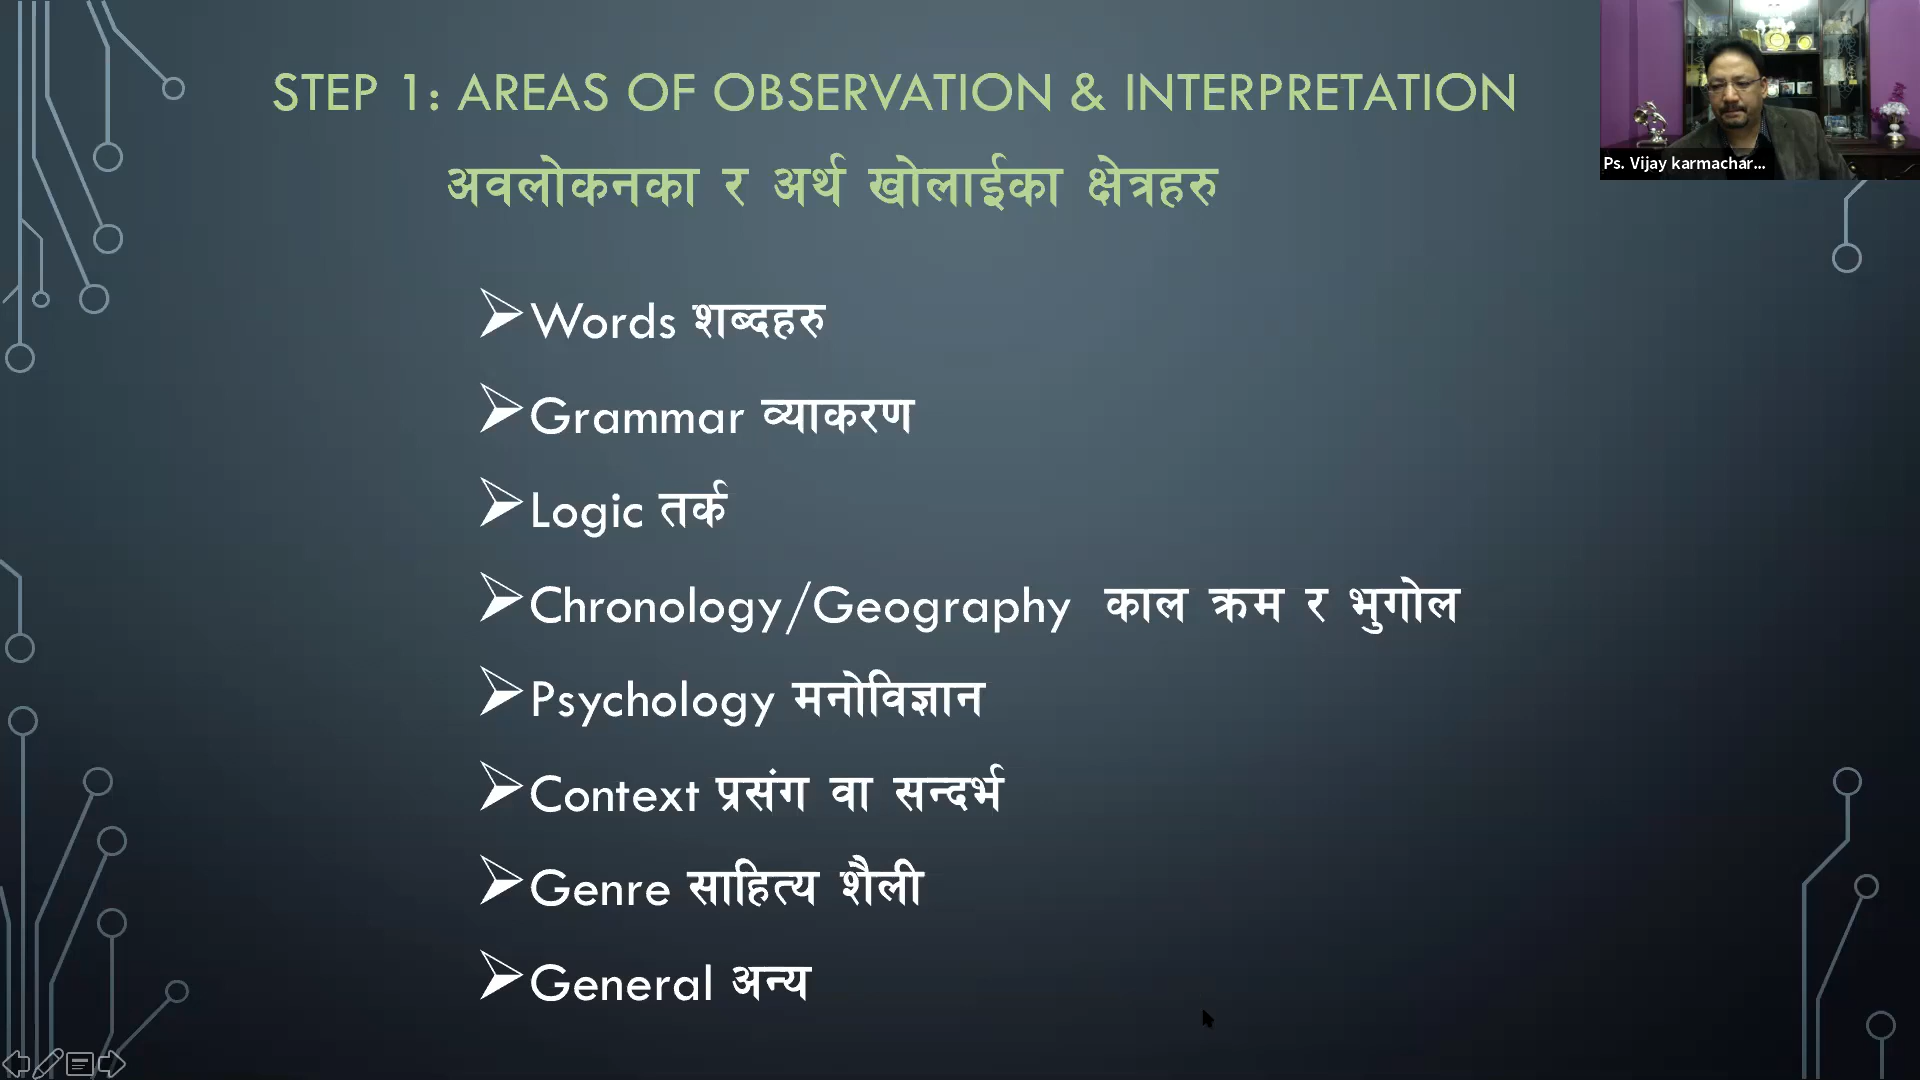 STEP 1: AREAS OF OBSERVATION & INTERPRETATION
अवलोकनका र अर्थ खोलाईका क्षेत्रहरु
Ps. Vijay karmachar...
Words शब्दहरु
Grammar व्याकरण
Logic तर्क
Chronology/Geography काल क्रम र भुगोल
Psychology मनोविज्ञान
Context प्रसंग वा सन्दर्भ
Genre साहित्य शैली
General अन्य